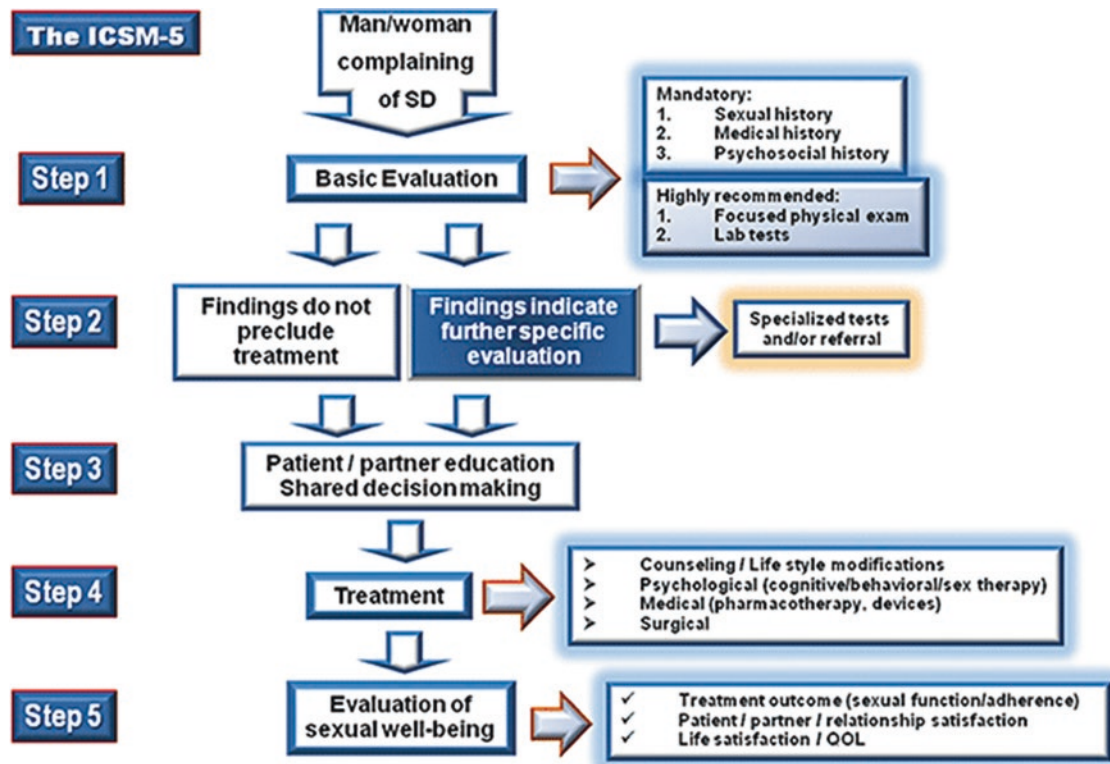 The ICSM-5
Man/woman
complaining
of SD
Step 1
Basic Evaluation
Mandatory:
1. Sexual history
2. Medical history
3. Psychosocial history
Highly recommended:
1. Focused physical exam
2. Lab tests
Step 2
Findings do not
preclude
treatment
Findings indicate
further specific
evaluation
Specialized tests
and/or referral
Step 3
Patient / partner education
Shared decision making
Step 4
Treatment
➢ Counseling / Life style modifications
➢ Psychological (cognitive/behavioral/sex therapy)
➢ Medical (pharmacotherapy, devices)
➢ Surgical
Step 5
Evaluation of
sexual well-being
✓ Treatment outcome (sexual function/adherence)
✓ Patient / partner / relationship satisfaction
✓ Life satisfaction / QOL